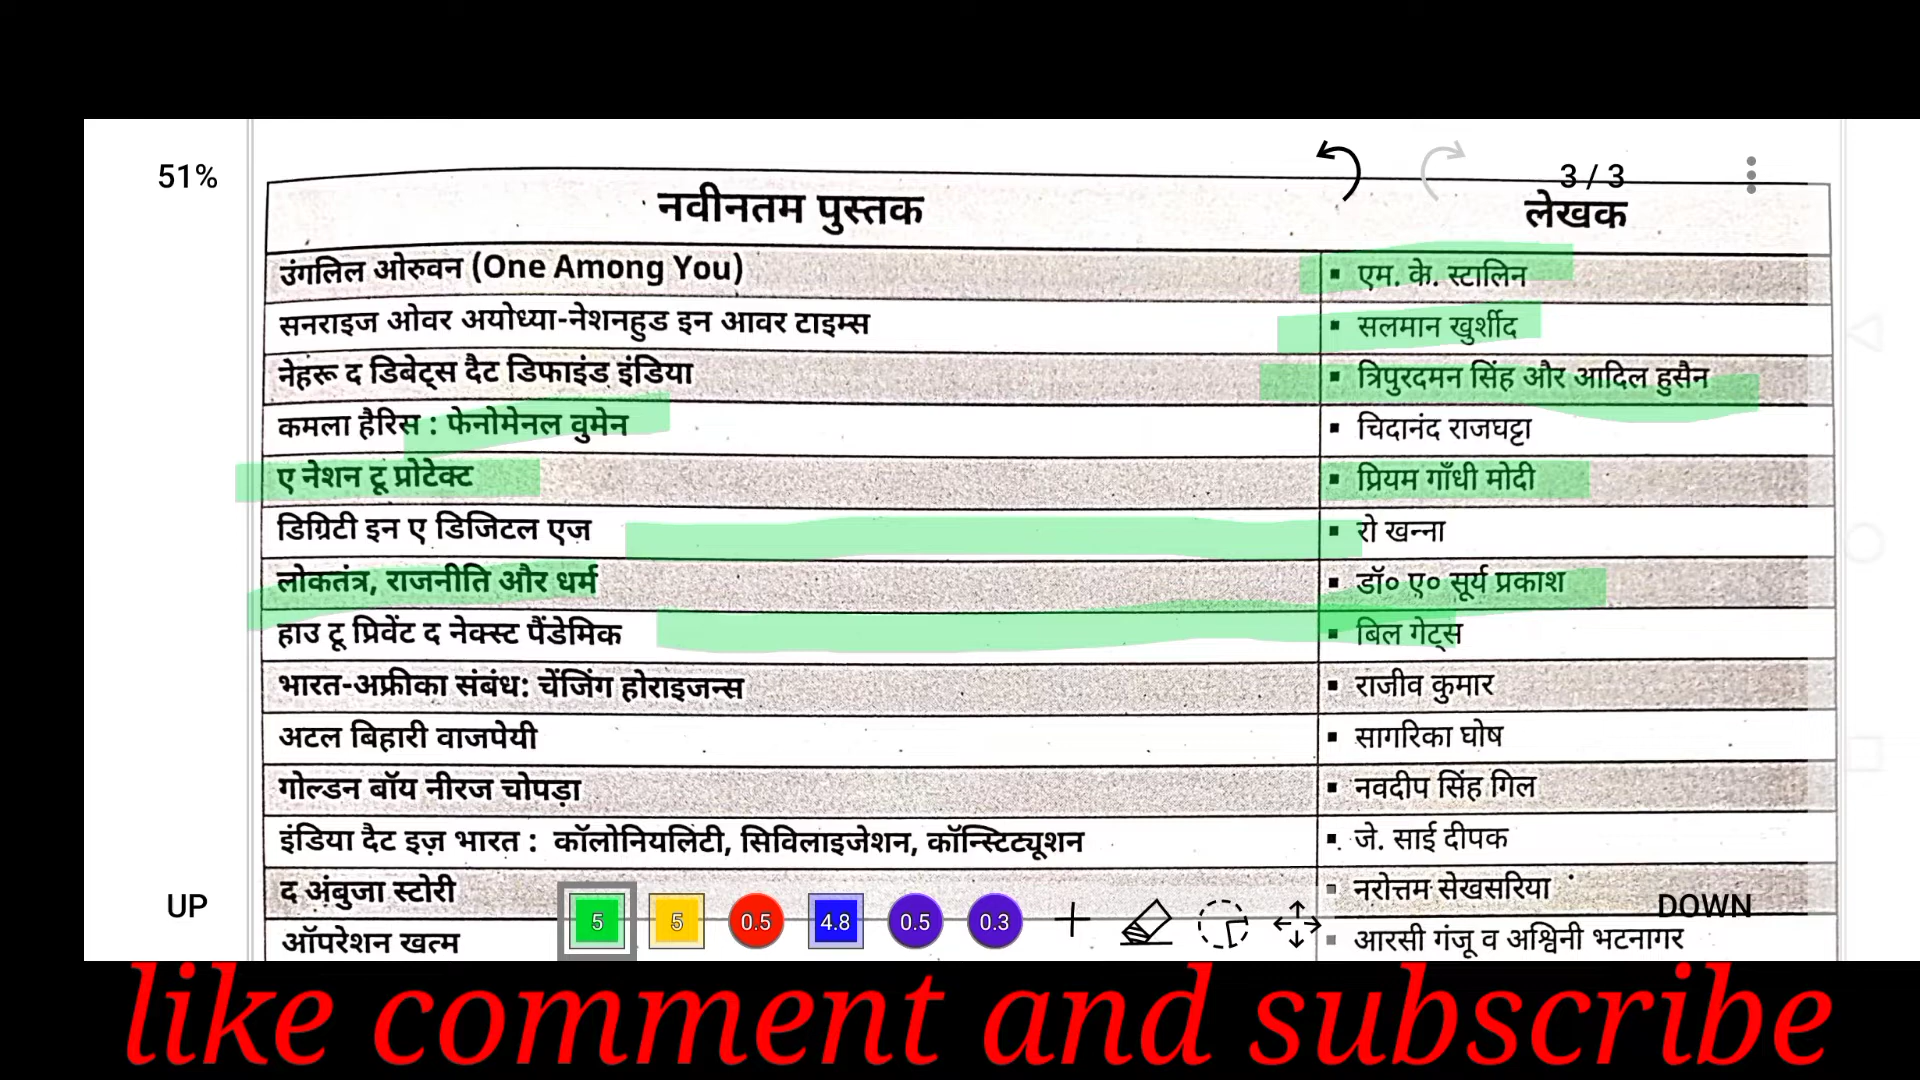 51%
3 / 3
नवीनतम पुस्तक लेखक
उंगलिल ओरुवन (One Among You) ▪ एम. के. स्टालिन
सनराइज ओवर अयोध्या-नेशनहुड इन आवर टाइम्स ▪ सलमान खुर्शीद
नेहरू द डिबेट्स दैट डिफाइंड इंडिया ▪ त्रिपुरदमन सिंह और आदिल हुसैन
कमला हैरिस : फेनोमेनल वुमेन ▪ चिदानंद राजघट्टा
ए नेशन टू प्रोटेक्ट ▪ प्रियम गाँधी मोदी
डिग्रिटी इन ए डिजिटल एज ▪ रो खन्ना
लोकतंत्र, राजनीति और धर्म ▪ डॉ० ए० सूर्य प्रकाश
हाउ टू प्रिवेंट द नेक्स्ट पैंडेमिक ▪ बिल गेट्स
भारत-अफ्रीका संबंध: चेंजिंग होराइजन्स ▪ राजीव कुमार
अटल बिहारी वाजपेयी ▪ सागरिका घोष
गोल्डन बॉय नीरज चोपड़ा ▪ नवदीप सिंह गिल
इंडिया दैट इज़ भारत : कॉलोनियलिटी, सिविलाइजेशन, कॉन्स्टिट्यूशन ▪ जे. साई दीपक
द अंबुजा स्टोरी ▪ नरोत्तम सेखसरिया
UP 5 5 0.5 4.8 0.5 0.3 DOWN
ऑपरेशन खत्म ▪ आरसी गंजू व अश्विनी भटनागर
like comment and subscribe